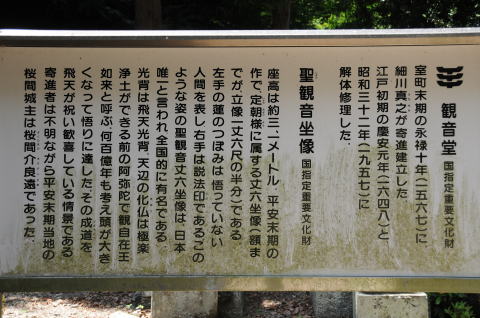 観音堂 国指定重要文化財
室町末期の永禄十年(一五六七)に、
細川真之が寄進建立した。
江戸初期の慶安元年(一六四八)と
昭和三十二年(一九五七)に
解体修理した。
聖観音坐像 国指定重要文化財
座高は約三、一メートル。平安末期の
作で、定朝様に属する丈六坐像(額ま
でが、立像一丈六尺の半分)である。
左手の蓮のつぼみは悟っていない
人間を表し、右手は説法印である。この
ような姿の聖観音丈六坐像は、日本
唯一と言われ、全国的に有名である。
光背は飛天光背。天辺の化仏は極楽
浄土ができる前の阿弥陀で、観自在王
如来と呼ぶ。何百億年も考え頭が大き
くなって悟りに達した。その成道を
飛天が祝い歓喜している情景である。
寄進者は不明ながら平安末期当地の
桜間城主は桜間介良遠であった。